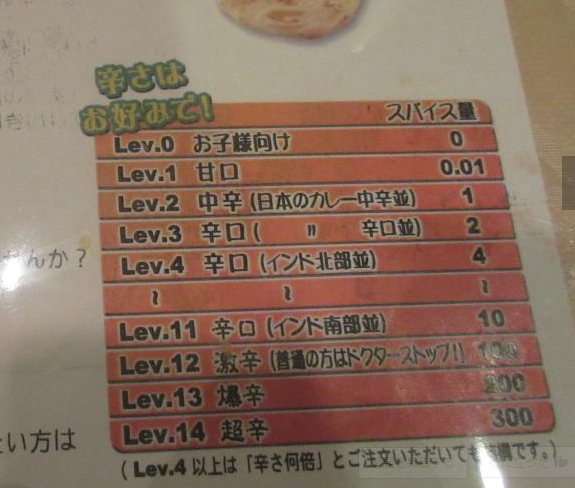 辛さは
お好みで!
スパイス量
Lev.0 お子様向け 0
Lev.1 甘口 0.01
Lev.2 中辛 (日本のカレー中辛並) 1
Lev.3 辛口 ( 〃 辛口並) 2
Lev.4 辛口 (インド北部並) 4
~ ~ ~
Lev.11 辛口 (インド南部並) 10
Lev.12 激辛 (普通の方はドクターストップ!) 100
Lev.13 爆辛 200
Lev.14 超辛 300
(Lev.4以上は「辛さ何倍」とご注文いただいても結構です。)
せんか?
い方は